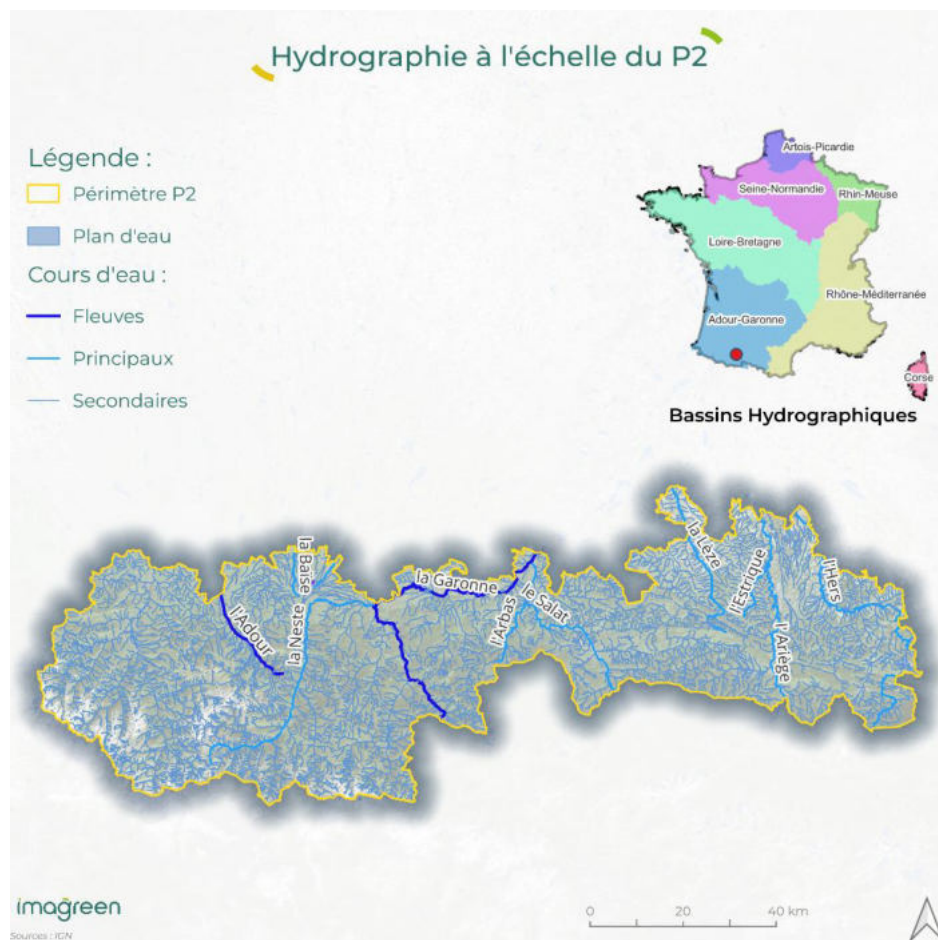 Hydrographie à l'échelle du P2
Légende :
Périmètre P2
Plan d'eau
Cours d'eau :
Fleuves
Principaux
Secondaires
Artois-Picardie
Seine-Normandie
Rhin-Meuse
Loire-Bretagne
Rhône-Méditerranée
Adour-Garonne
Corse
Bassins Hydrographiques
la Baïse
l'Adour
la Neste
la Garonne
l'Arbas
le Salat
la Lèze
l'Estrique
l'Ariège
l'Hers
imagreen
Sources : IGN
0 20 40 km